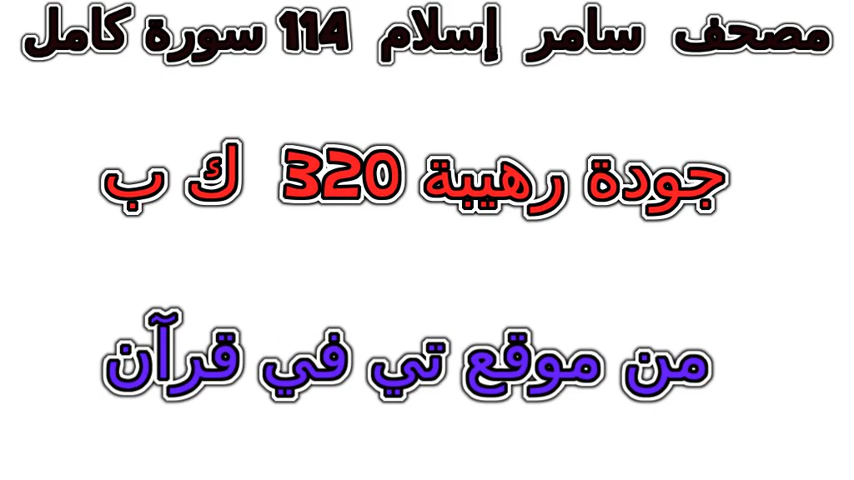 مصحف سامر إسلام 114 سورة كامل
جودة رهيبة 320 ك ب
من موقع تي في قرآن